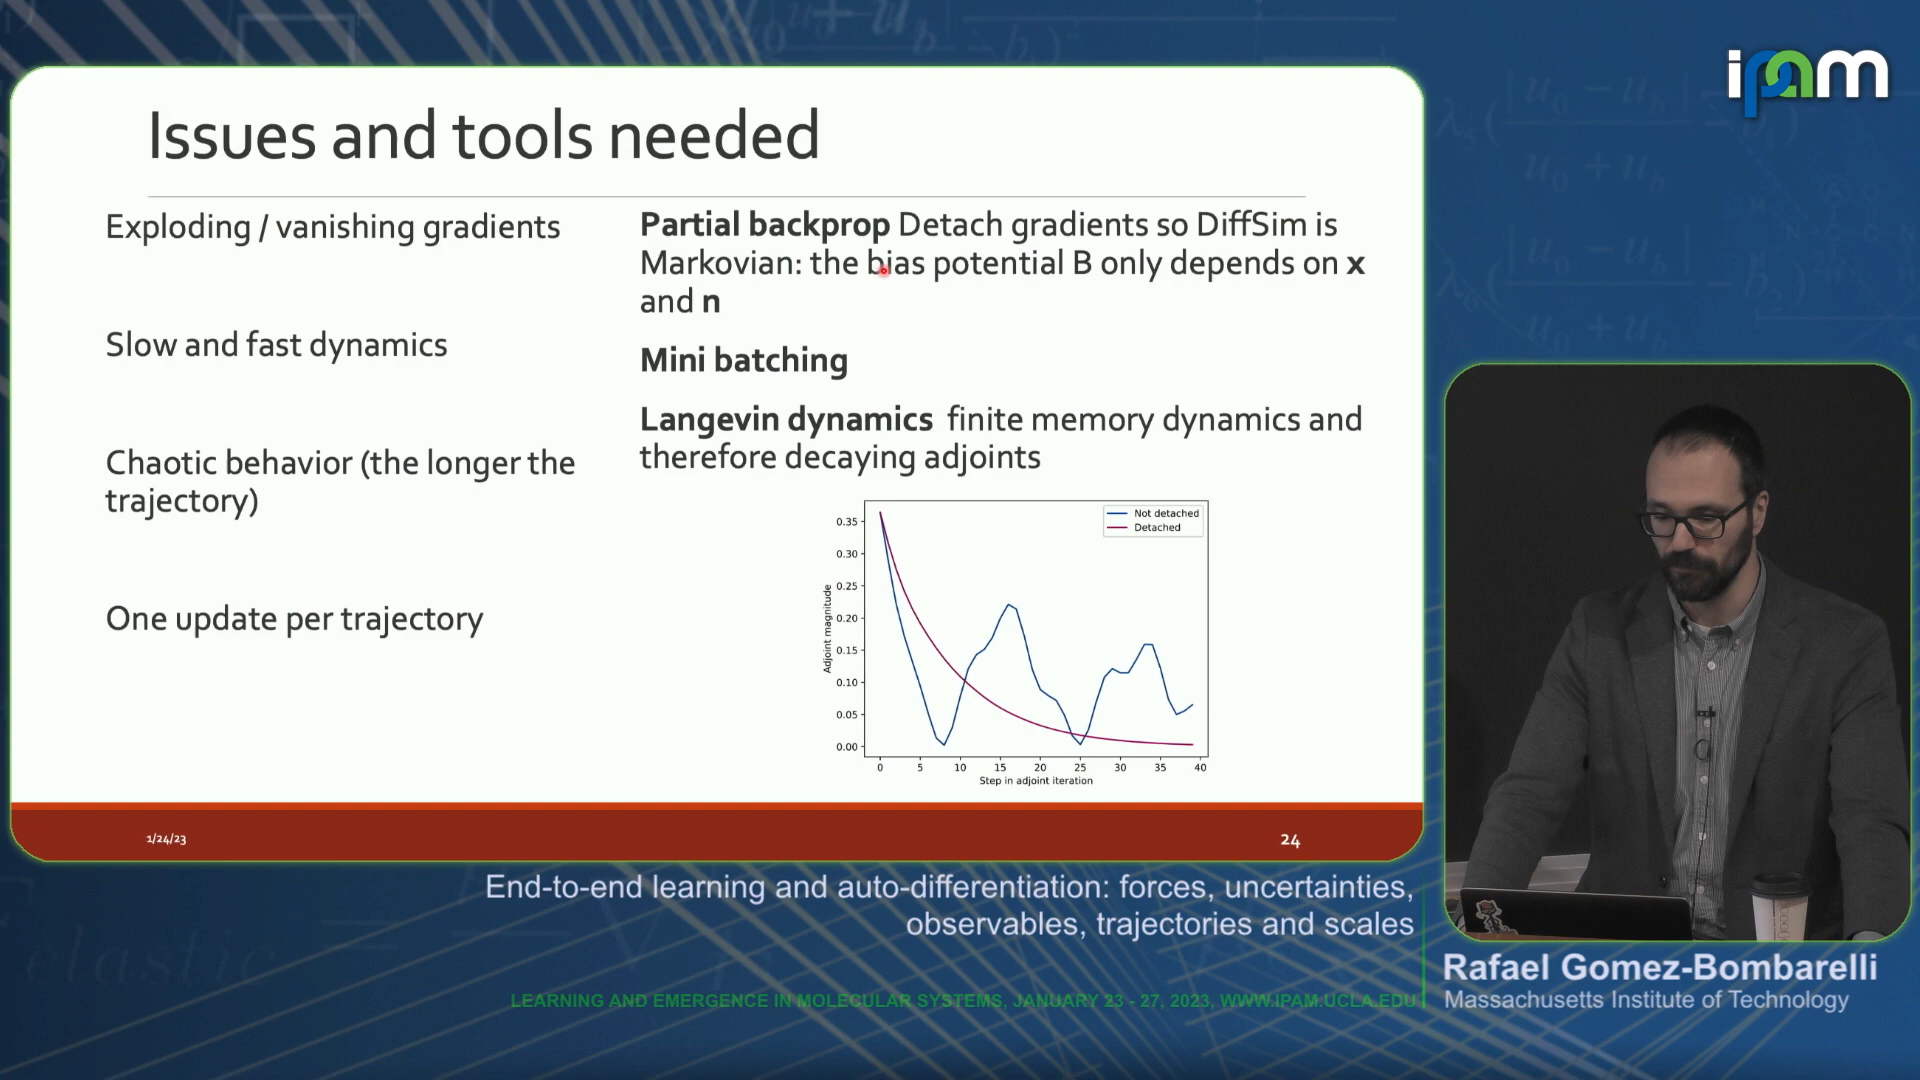 ipam
Issues and tools needed
Exploding / vanishing gradients
Slow and fast dynamics
Chaotic behavior (the longer the
trajectory)
One update per trajectory
Partial backprop Detach gradients so DiffSim is
Markovian: the bias potential B only depends on x
and n
Mini batching
Langevin dynamics finite memory dynamics and
therefore decaying adjoints
Not detached
Detached
Adjoint magnitude
0.35
0.30
0.25
0.20
0.15
0.10
0.05
0.00
0 5 10 15 20 25 30 35 40
Step in adjoint iteration
1/24/23
24
End-to-end learning and auto-differentiation: forces, uncertainties,
observables, trajectories and scales
LEARNING AND EMERGENCE IN MOLECULAR SYSTEMS, JANUARY 23 - 27, 2023, WWW.IPAM.UCLA.EDU
Rafael Gomez-Bombarelli
Massachusetts Institute of Technology
elastic